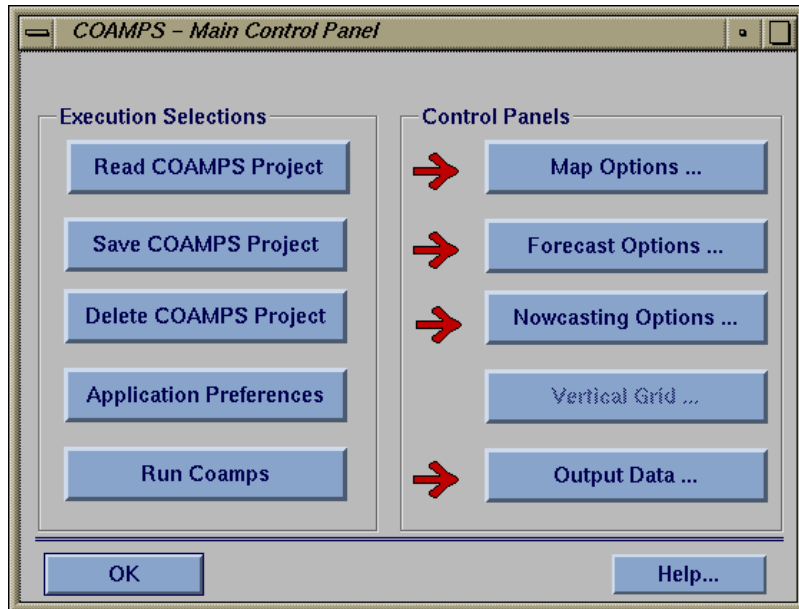 COAMPS – Main Control Panel
Execution Selections
Read COAMPS Project
Save COAMPS Project
Delete COAMPS Project
Application Preferences
Run Coamps
Control Panels
Map Options ...
Forecast Options ...
Nowcasting Options ...
Vertical Grid ...
Output Data ...
OK
Help...